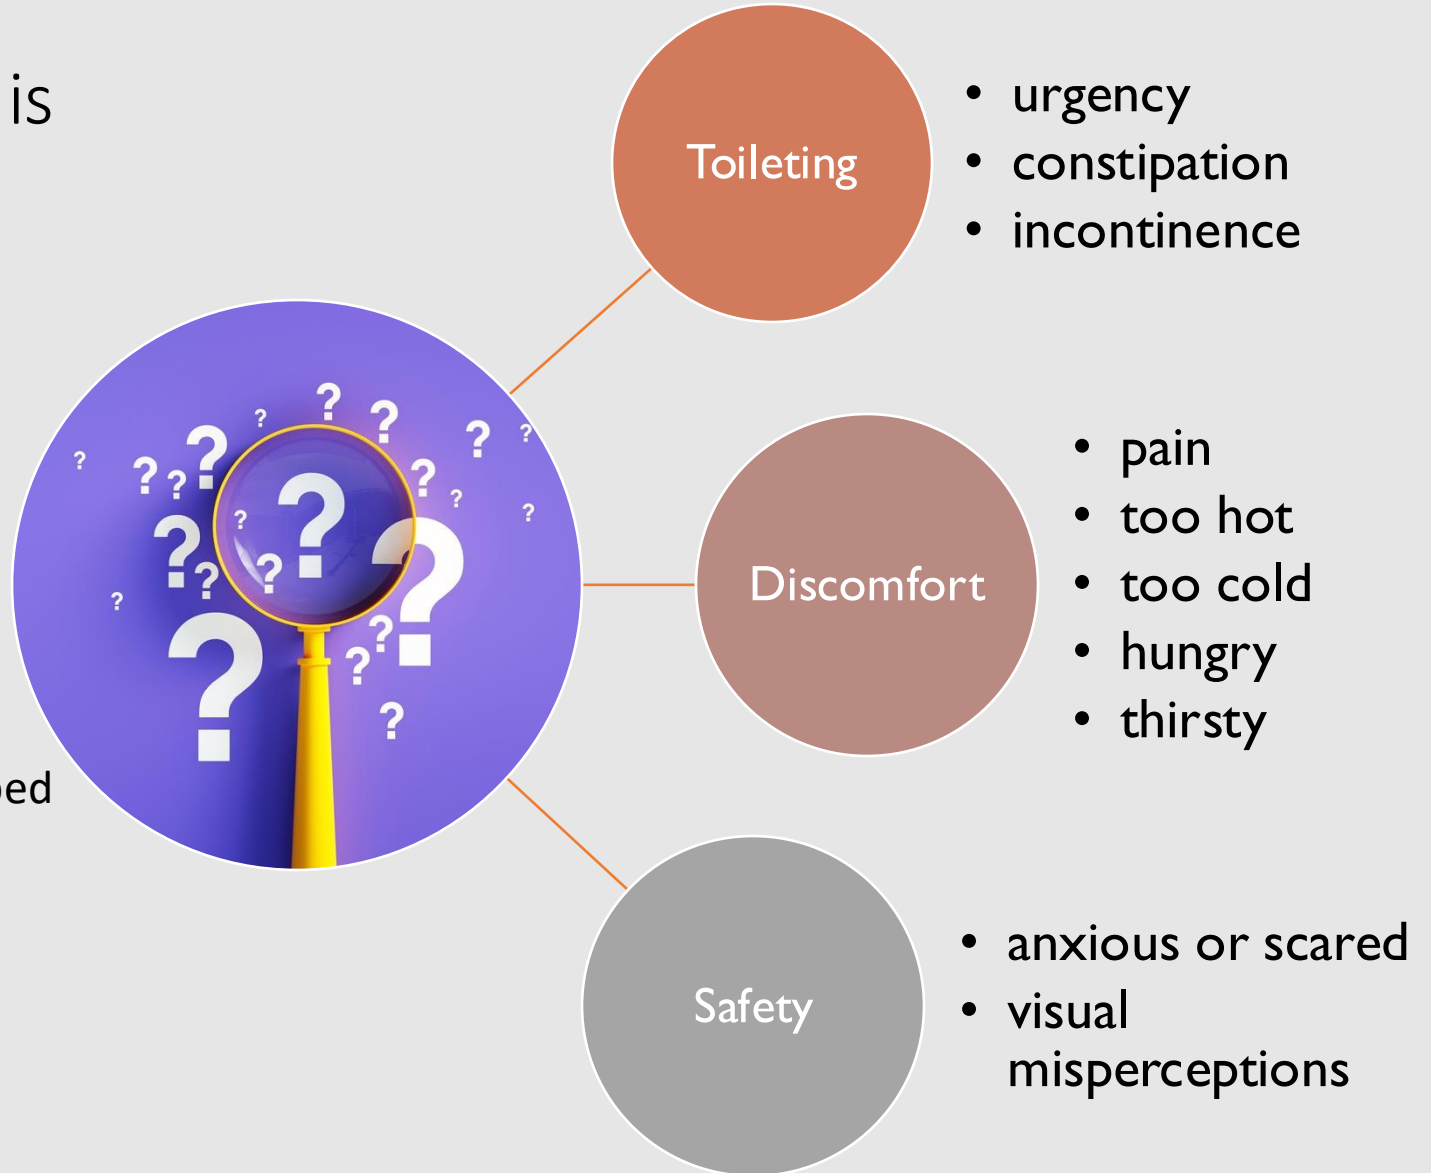 is
Toileting
• urgency
• constipation
• incontinence
Discomfort
• pain
• too hot
• too cold
• hungry
• thirsty
Safety
• anxious or scared
• visual
misperceptions